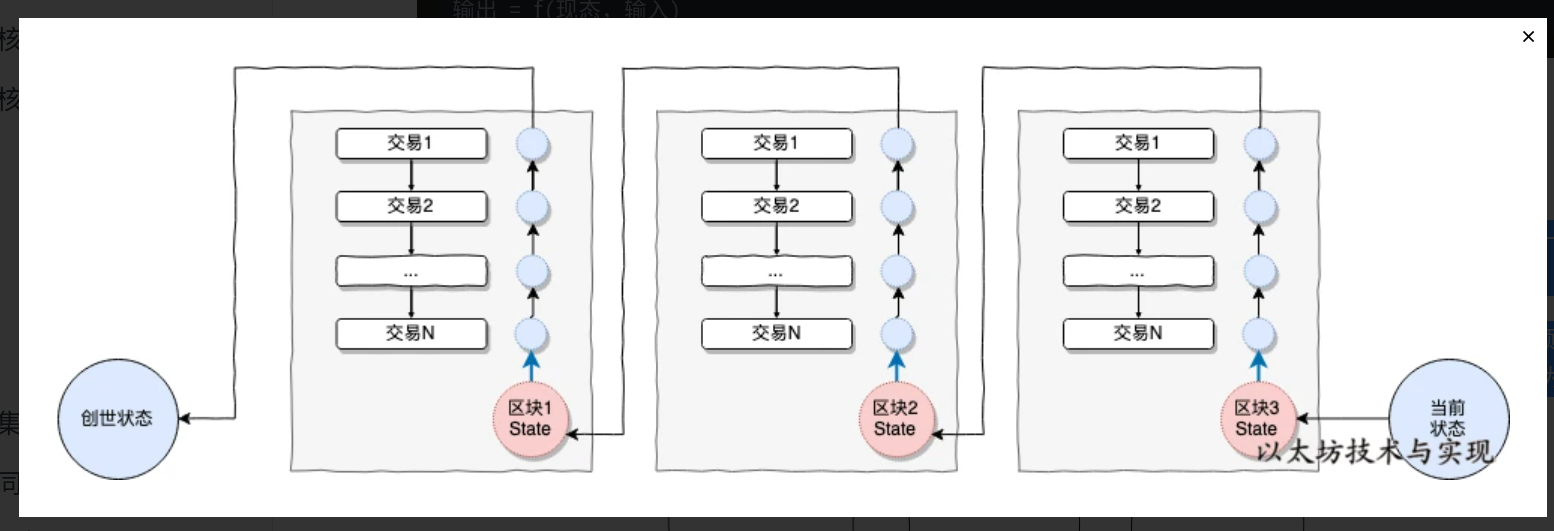 输出 = f(现态, 输入)
核
核
×
交易1
交易2
...
交易N
区块1
State
交易1
交易2
...
交易N
区块2
State
交易1
交易2
...
交易N
区块3
State
创世状态
当前
状态
以太坊技术与实现
集
司